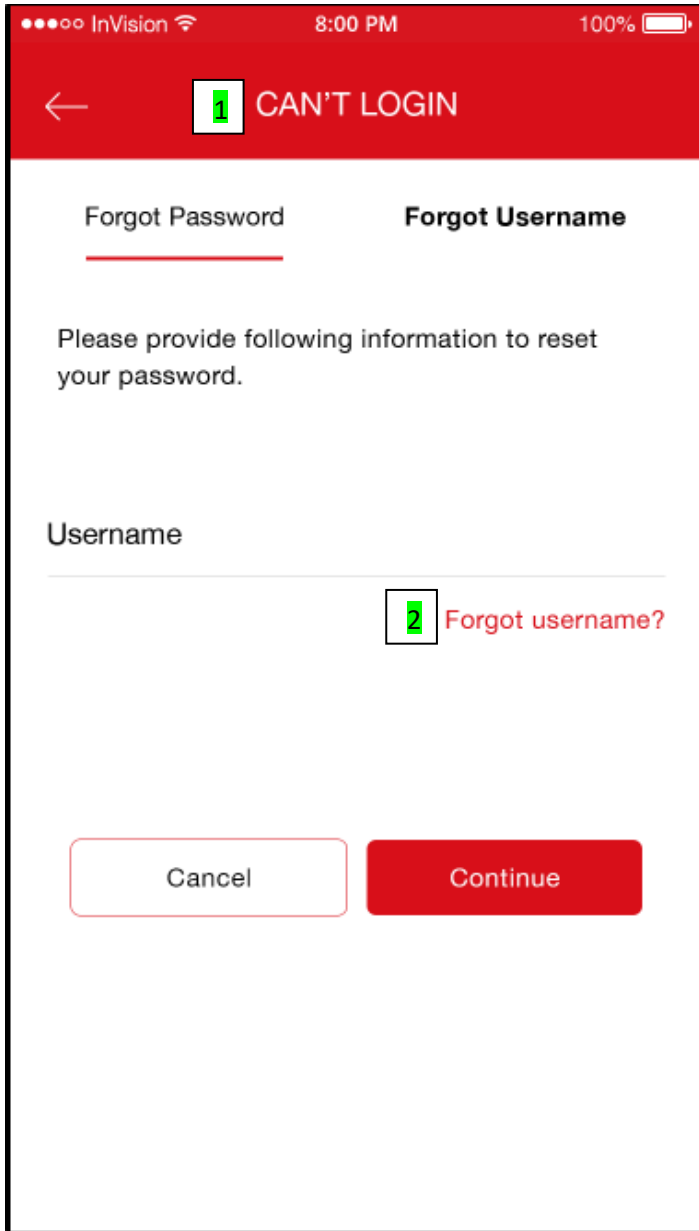 ●●●○○ InVision 8:00 PM 100%
1 CAN'T LOGIN
Forgot Password Forgot Username
Please provide following information to reset
your password.
Username
2 Forgot username?
Cancel Continue